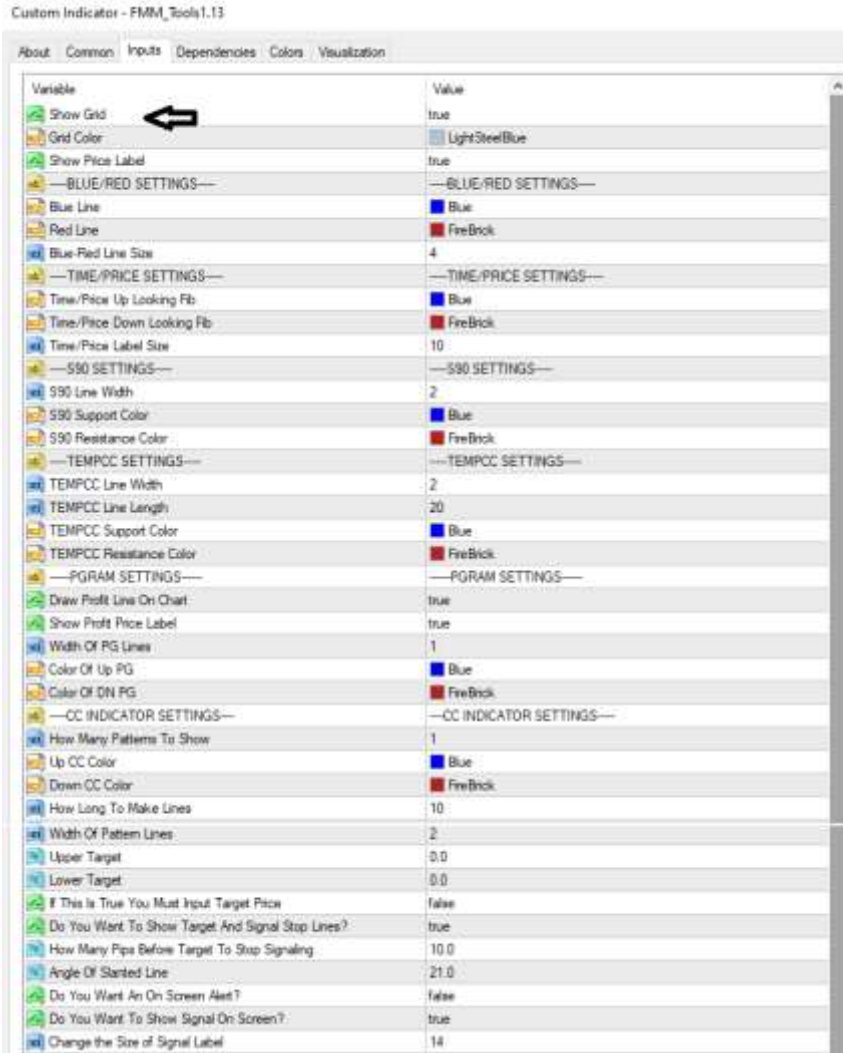 Custom Indicator - FMM_Tools1.13
About Common Inputs Dependencies Colors Visualization
Variable Value
Show Grid true
Grid Color LightSteelBlue
Show Price Label true
----BLUE/RED SETTINGS---- ----BLUE/RED SETTINGS----
Blue Line Blue
Red Line FireBrick
Blue-Red Line Size 4
----TIME/PRICE SETTINGS---- ----TIME/PRICE SETTINGS----
Time/Price Up Looking Fib Blue
Time/Price Down Looking Fib FireBrick
Time/Price Label Size 10
----S90 SETTINGS---- ----S90 SETTINGS----
S90 Line Width 2
S90 Support Color Blue
S90 Resistance Color FireBrick
----TEMPCC SETTINGS---- ----TEMPCC SETTINGS----
TEMPCC Line Width 2
TEMPCC Line Length 20
TEMPCC Support Color Blue
TEMPCC Resistance Color FireBrick
-----PGRAM SETTINGS----- -----PGRAM SETTINGS-----
Draw Profit Line On Chart true
Show Profit Price Label true
Width Of PG Lines 1
Color Of Up PG Blue
Color Of DN PG FireBrick
----CC INDICATOR SETTINGS---- ----CC INDICATOR SETTINGS----
How Many Patterns To Show 1
Up CC Color Blue
Down CC Color FireBrick
How Long To Make Lines 10
Width Of Pattern Lines 2
Upper Target 0.0
Lower Target 0.0
If This Is True You Must Input Target Price false
Do You Want To Show Target And Signal Stop Lines? true
How Many Pips Before Target To Stop Signaling 10.0
Angle Of Slanted Line 21.0
Do You Want An On Screen Alert? false
Do You Want To Show Signal On Screen? true
Change the Size of Signal Label 14